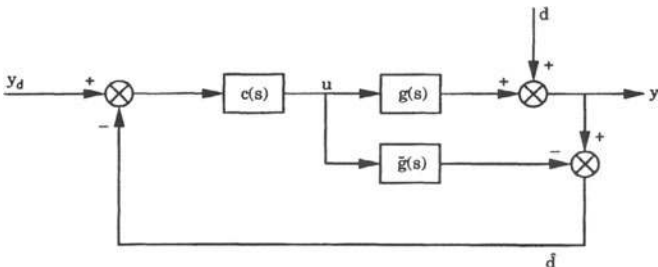 d
y_d
+
c(s)
u
g(s)
+
+
y
−
+
g̃(s)
−
d̂